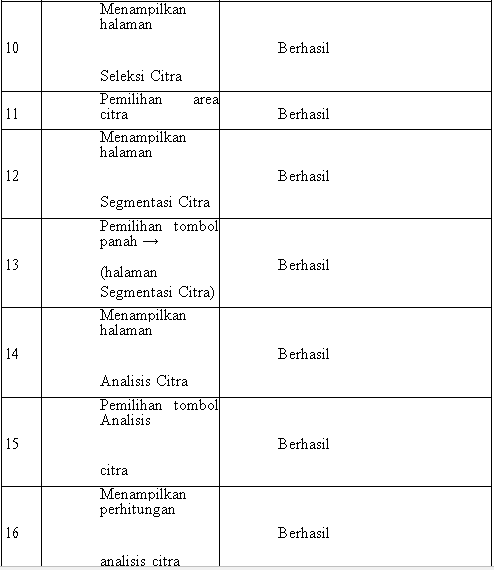 Menampilkan
halaman
10 Berhasil
Seleksi Citra
Pemilihan area
11 citra Berhasil
Menampilkan
halaman
12 Berhasil
Segmentasi Citra
Pemilihan tombol
panah →
13 (halaman Berhasil
Segmentasi Citra)
Menampilkan
halaman
14 Berhasil
Analisis Citra
Pemilihan tombol
Analisis
15 Berhasil
citra
Menampilkan
perhitungan
16 Berhasil
analisis citra